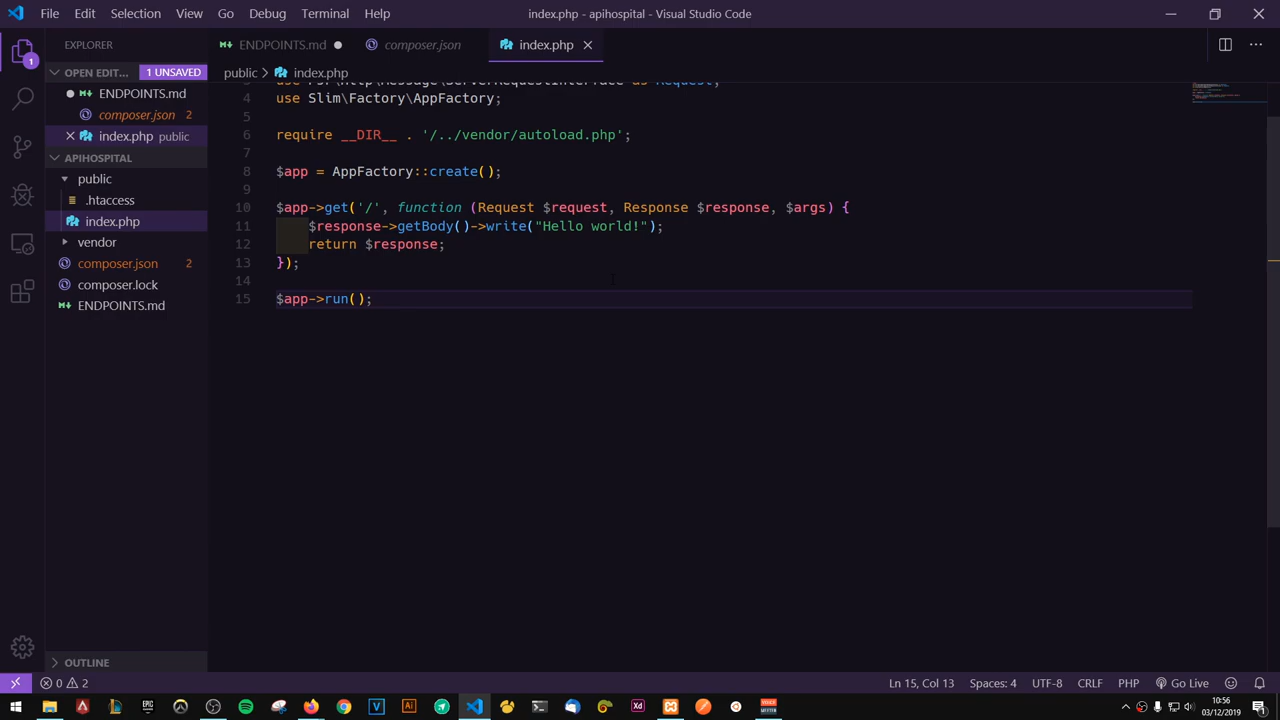 File Edit Selection View Go Debug Terminal Help
index.php - apihospital - Visual Studio Code
EXPLORER
ENDPOINTS.md
composer.json
index.php
OPEN EDIT... 1 UNSAVED
ENDPOINTS.md
composer.json 2
index.php public
APIHOSPITAL
public
.htaccess
index.php
vendor
composer.json 2
composer.lock
ENDPOINTS.md
OUTLINE
public > index.php
4 use Slim\Factory\AppFactory;
5
6 require __DIR__ . '/../vendor/autoload.php';
7
8 $app = AppFactory::create();
9
10 $app->get('/', function (Request $request, Response $response, $args) {
11 $response->getBody()->write("Hello world!");
12 return $response;
13 });
14
15 $app->run();
0 2
Ln 15, Col 13
Spaces: 4
UTF-8
CRLF
PHP
Go Live
10:56
03/12/2019